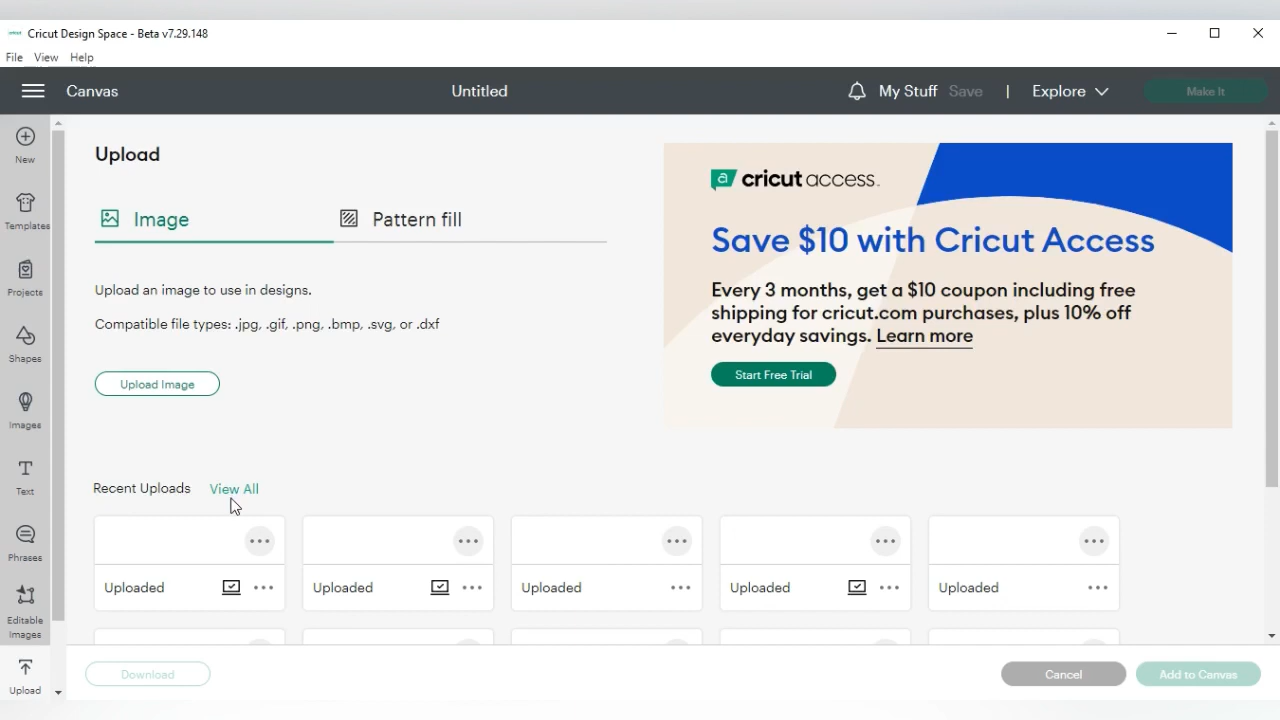 Cricut Design Space - Beta v7.29.148
File View Help
Canvas
Untitled
My Stuff Save | Explore
Make It
New
Templates
Projects
Shapes
Images
Text
Phrases
Editable
Images
Upload
Upload
Image
Pattern fill
Upload an image to use in designs.
Compatible file types: .jpg, .gif, .png, .bmp, .svg, or .dxf
Upload Image
cricut access.
Save $10 with Cricut Access
Every 3 months, get a $10 coupon including free
shipping for cricut.com purchases, plus 10% off
everyday savings. Learn more
Start Free Trial
Recent Uploads View All
Uploaded
Uploaded
Uploaded
Uploaded
Uploaded
Download
Cancel
Add to Canvas